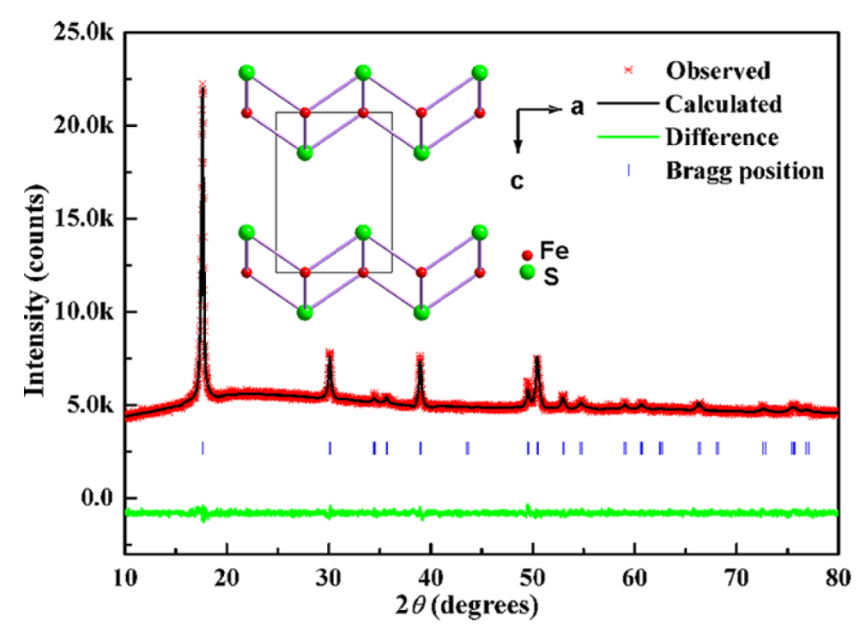 25.0k
20.0k
15.0k
10.0k
5.0k
0.0
Intensity (counts)
Observed
Calculated
Difference
Bragg position
a
c
Fe
S
10 20 30 40 50 60 70 80
2θ (degrees)